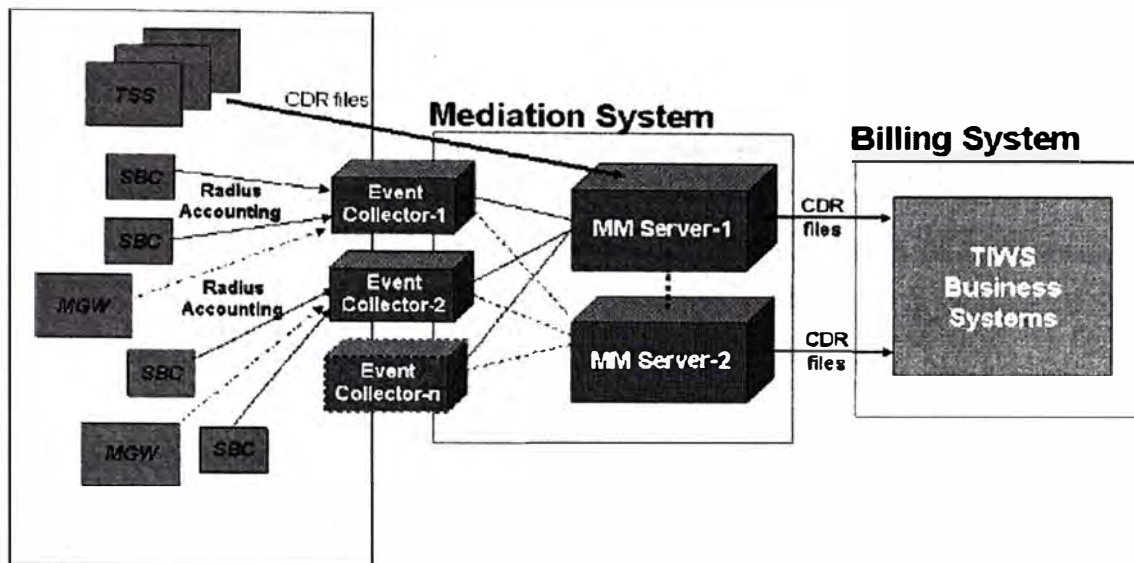 TSS
CDR files
Mediation System
Billing System
SBC
Radius
Accounting
SBC
Event
Collector-1
MM Server-1
CDR
files
TIWS
Business
Systems
MGW
Radius
Accounting
Event
Collector-2
SBC
Event
Collector-n
MM Server-2
CDR
files
MGW
SBC